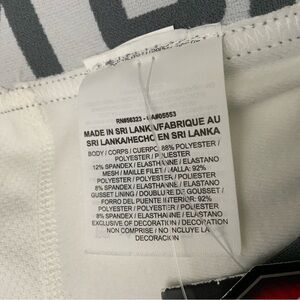 RN#56323 - CA#05553
MADE IN SRI LANKA/FABRIQUE AU
SRI LANKA/HECHO EN SRI LANKA
BODY / CORPS / CUERPO: 88% POLYESTER /
POLYESTER / POLIESTER
12% SPANDEX / ELASTHANNE / ELASTANO
MESH / MAILLE FILET / MALLA: 92%
POLYESTER / POLYESTER / POLIESTER
8% SPANDEX / ELASTHANNE / ELASTANO
GUSSET LINING / DOUBLURE DE GOUSSET /
FORRO DEL PUENTE INTERIOR: 92%
POLYESTER / POLYESTER / POLIESTER
8% SPANDEX / ELASTHANNE / ELASTANO
EXCLUSIVE OF DECORATION / DECORATION
NON COMPRISE / NO INCLUYE LA
DECORACION